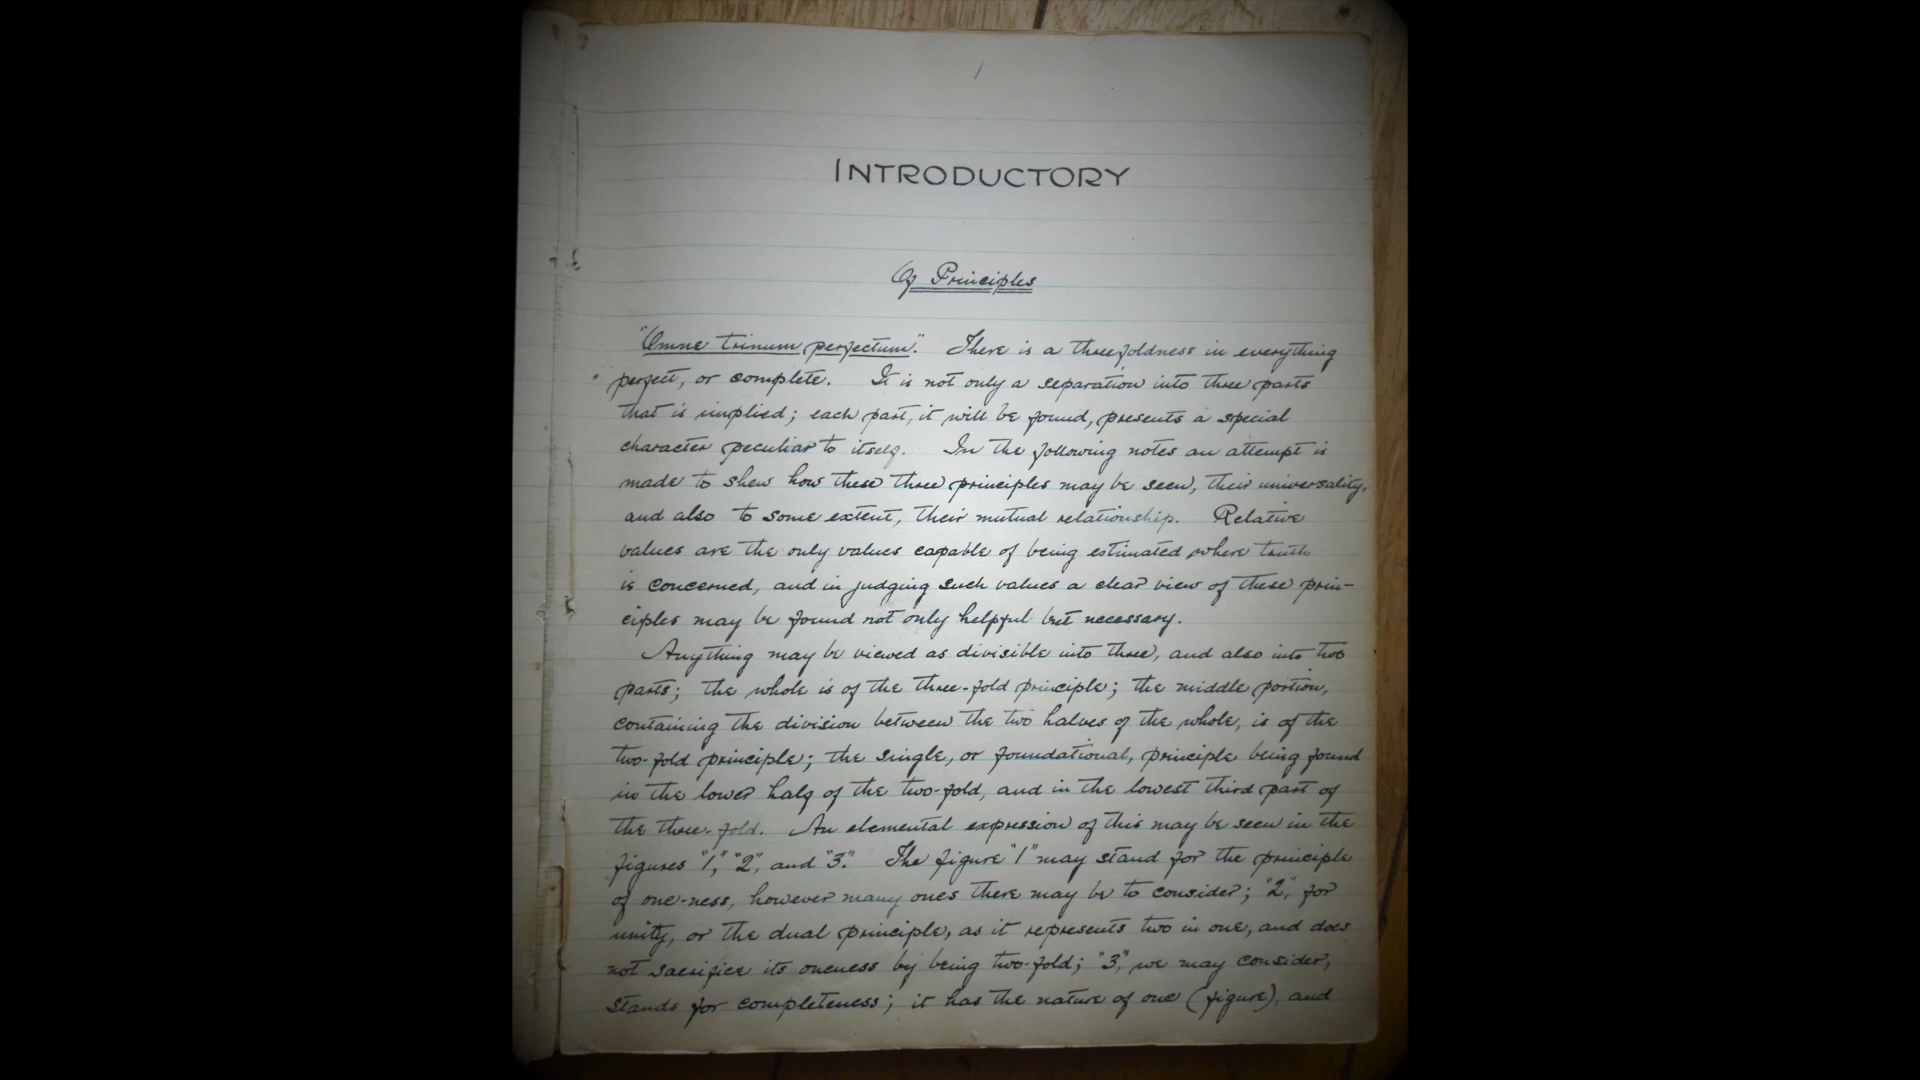 1
INTRODUCTORY
Of Principles
"Omne trinum perfectum". There is a threefoldness in everything
perfect, or complete. It is not only a separation into three parts
that is implied; each part, it will be found, presents a special
character peculiar to itself. In the following notes an attempt is
made to shew how these three principles may be seen, their universality,
and also to some extent, their mutual relationship. Relative
values are the only values capable of being estimated where truth
is concerned, and in judging such values a clear view of these prin-
ciples may be found not only helpful but necessary.
Anything may be viewed as divisible into three, and also into two
parts; the whole is of the three-fold principle; the middle portion,
containing the division between the two halves of the whole, is of the
two-fold principle; the single, or foundational, principle being found
in the lower half of the two-fold, and in the lowest third part of
the three-fold. An elemental expression of this may be seen in the
figures "1", "2", and "3". The figure "1" may stand for the principle
of one-ness, however many ones there may be to consider; "2", for
unity, or the dual principle, as it represents two in one, and does
not sacrifice its oneness by being two-fold; "3", we may consider,
stands for completeness; it has the nature of one (figure), and